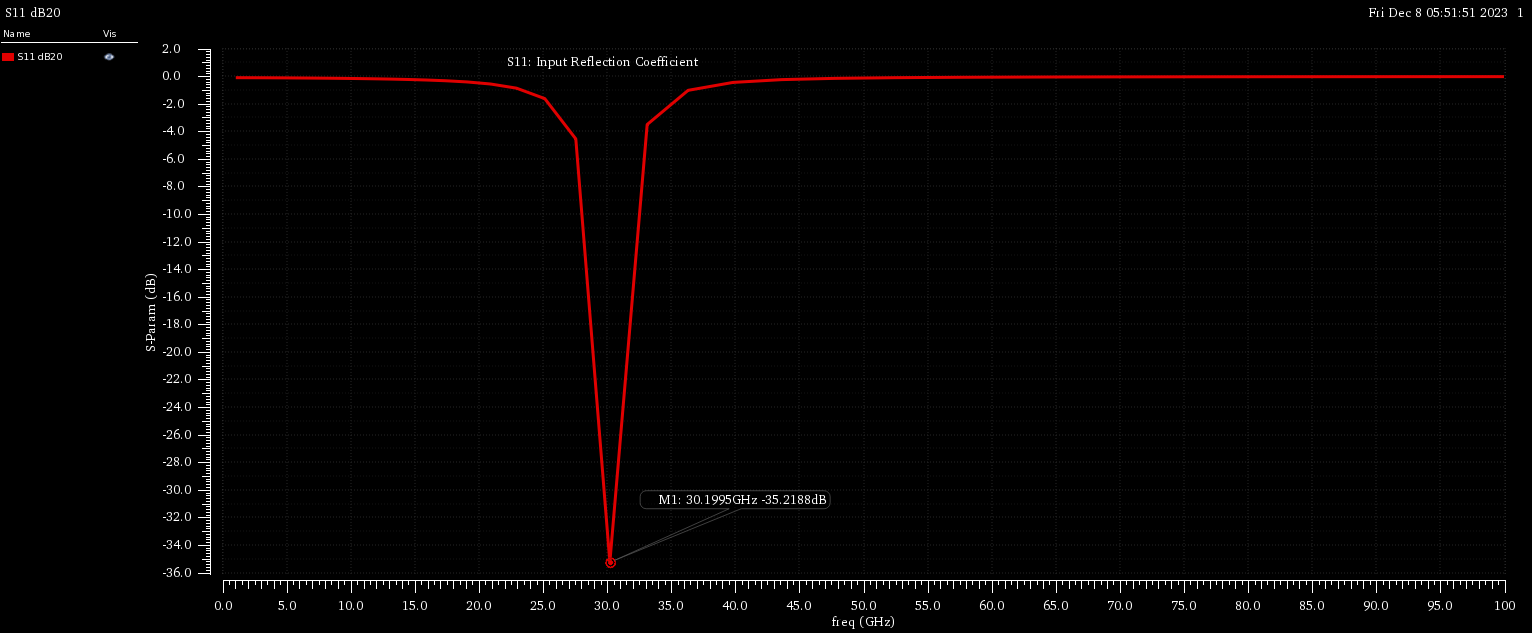 S11 dB20
Fri Dec 8 05:51:51 2023 1
Name Vis
S11 dB20
S11: Input Reflection Coefficient
S-Param (dB)
2.0
0.0
-2.0
-4.0
-6.0
-8.0
-10.0
-12.0
-14.0
-16.0
-18.0
-20.0
-22.0
-24.0
-26.0
-28.0
-30.0
-32.0
-34.0
-36.0
M1: 30.1995GHz -35.2188dB
0.0 5.0 10.0 15.0 20.0 25.0 30.0 35.0 40.0 45.0 50.0 55.0 60.0 65.0 70.0 75.0 80.0 85.0 90.0 95.0 100
freq (GHz)